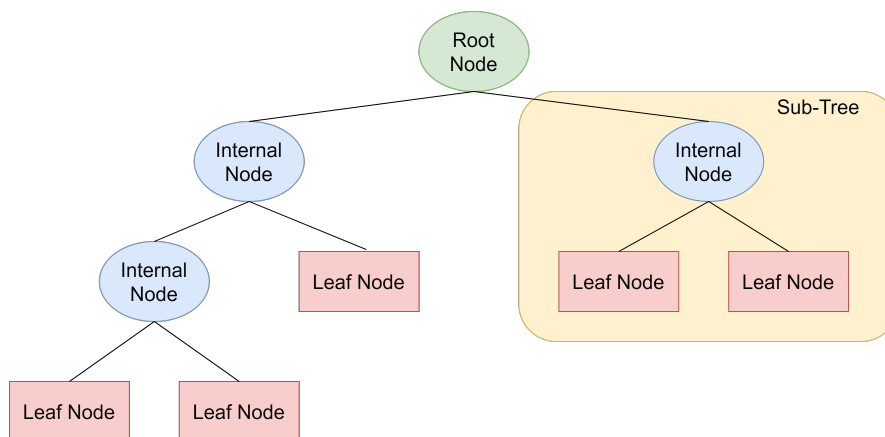 Root
Node
Sub-Tree
Internal
Node
Internal
Node
Internal
Node
Leaf Node
Leaf Node
Leaf Node
Leaf Node
Leaf Node